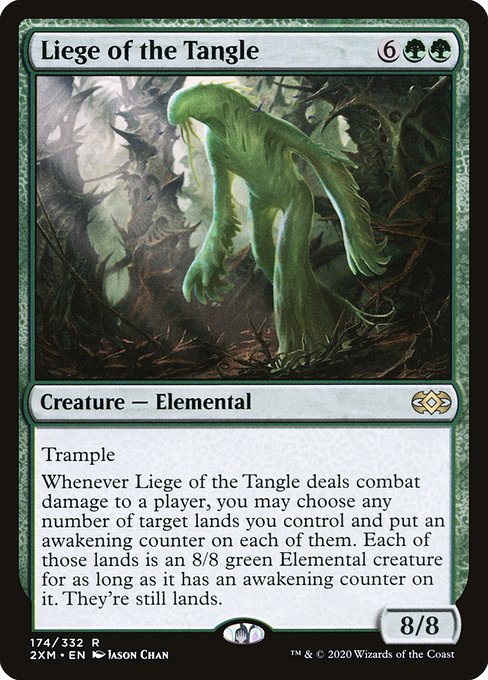 Liege of the Tangle 6
Creature — Elemental
Trample
Whenever Liege of the Tangle deals combat
damage to a player, you may choose any
number of target lands you control and put an
awakening counter on each of them. Each of
those lands is an 8/8 green Elemental creature
for as long as it has an awakening counter on
it. They're still lands.
8/8
174/332 R
2XM • EN Jason Chan
™ & © 2020 Wizards of the Coast